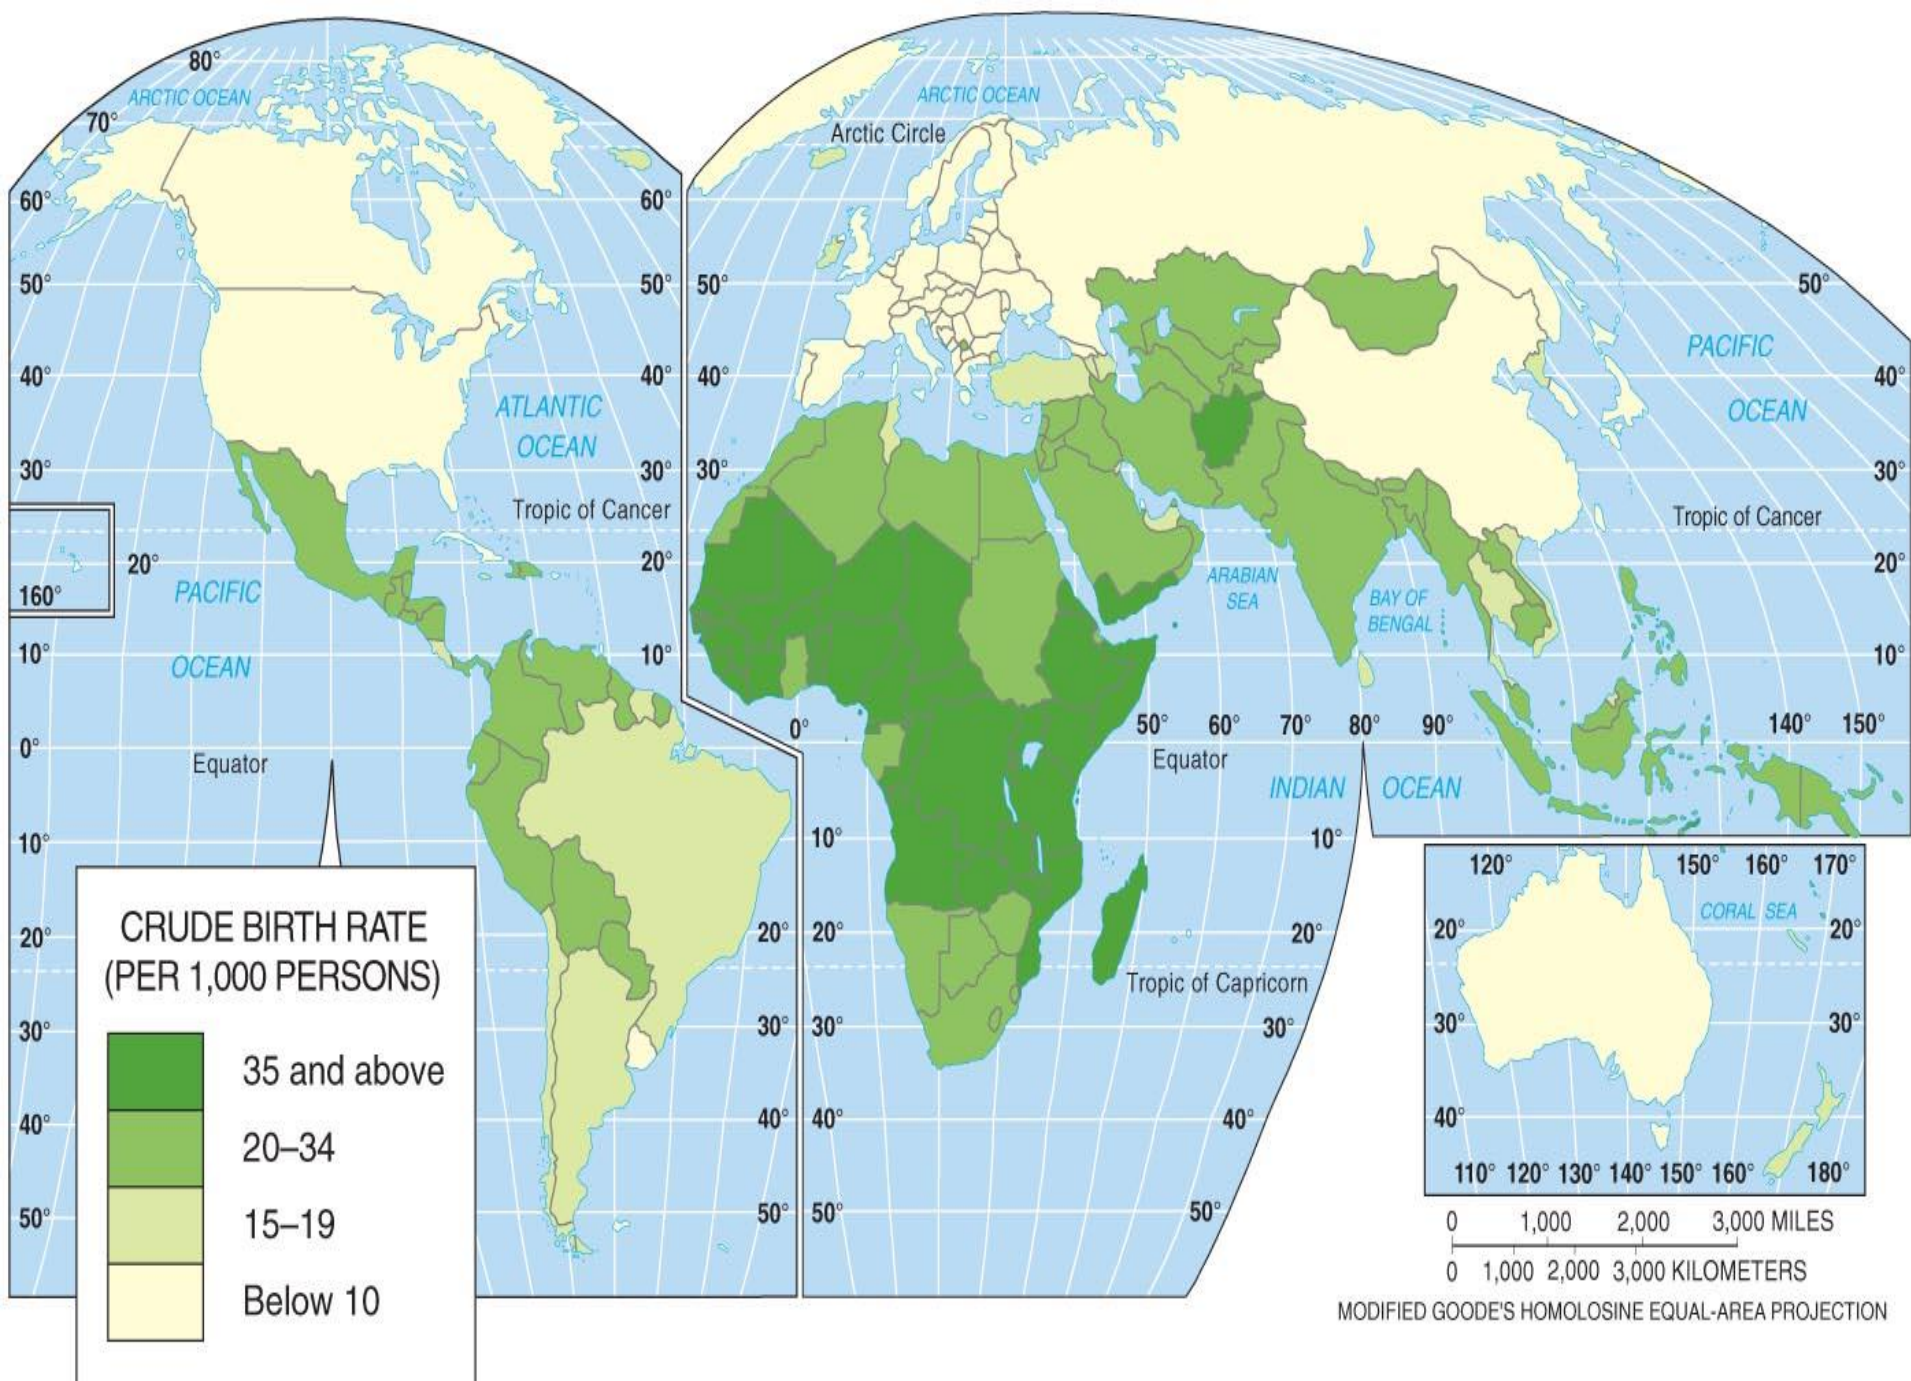 80°
ARCTIC OCEAN
70°
60°
60°
50°
50°
40°
40°
ATLANTIC
OCEAN
30°
30°
Tropic of Cancer
20°
20°
160°
PACIFIC
OCEAN
10°
10°
0°
Equator
10°
20°
20°
30°
30°
40°
40°
50°
50°
ARCTIC OCEAN
Arctic Circle
50°
50°
PACIFIC
OCEAN
40°
40°
30°
30°
Tropic of Cancer
20°
ARABIAN
SEA
BAY OF
BENGAL
10°
0°
50°
60°
70°
80°
90°
140°
150°
Equator
INDIAN
OCEAN
10°
10°
20°
20°
Tropic of Capricorn
30°
30°
40°
40°
50°
50°
CRUDE BIRTH RATE
(PER 1,000 PERSONS)
35 and above
20–34
15–19
Below 10
120°
150°
160°
170°
CORAL SEA
20°
20°
30°
30°
40°
110°
120°
130°
140°
150°
160°
180°
0 1,000 2,000 3,000 MILES
0 1,000 2,000 3,000 KILOMETERS
MODIFIED GOODE'S HOMOLOSINE EQUAL-AREA PROJECTION